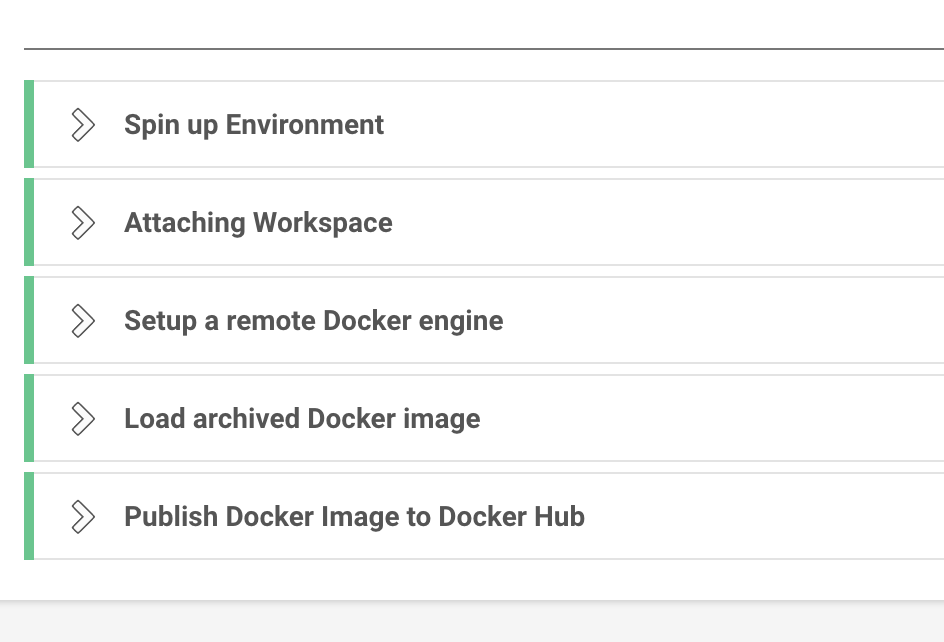 Spin up Environment
Attaching Workspace
Setup a remote Docker engine
Load archived Docker image
Publish Docker Image to Docker Hub